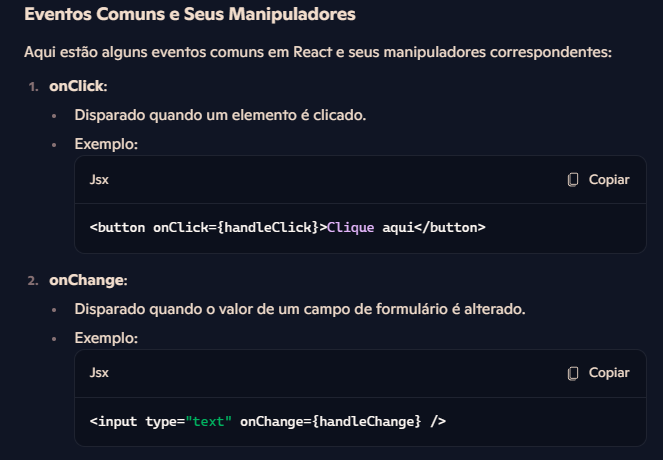 Eventos Comuns e Seus Manipuladores
Aqui estão alguns eventos comuns em React e seus manipuladores correspondentes:
1. onClick:
• Disparado quando um elemento é clicado.
• Exemplo:
Jsx Copiar
<button onClick={handleClick}>Clique aqui</button>
2. onChange:
• Disparado quando o valor de um campo de formulário é alterado.
• Exemplo:
Jsx Copiar
<input type="text" onChange={handleChange} />